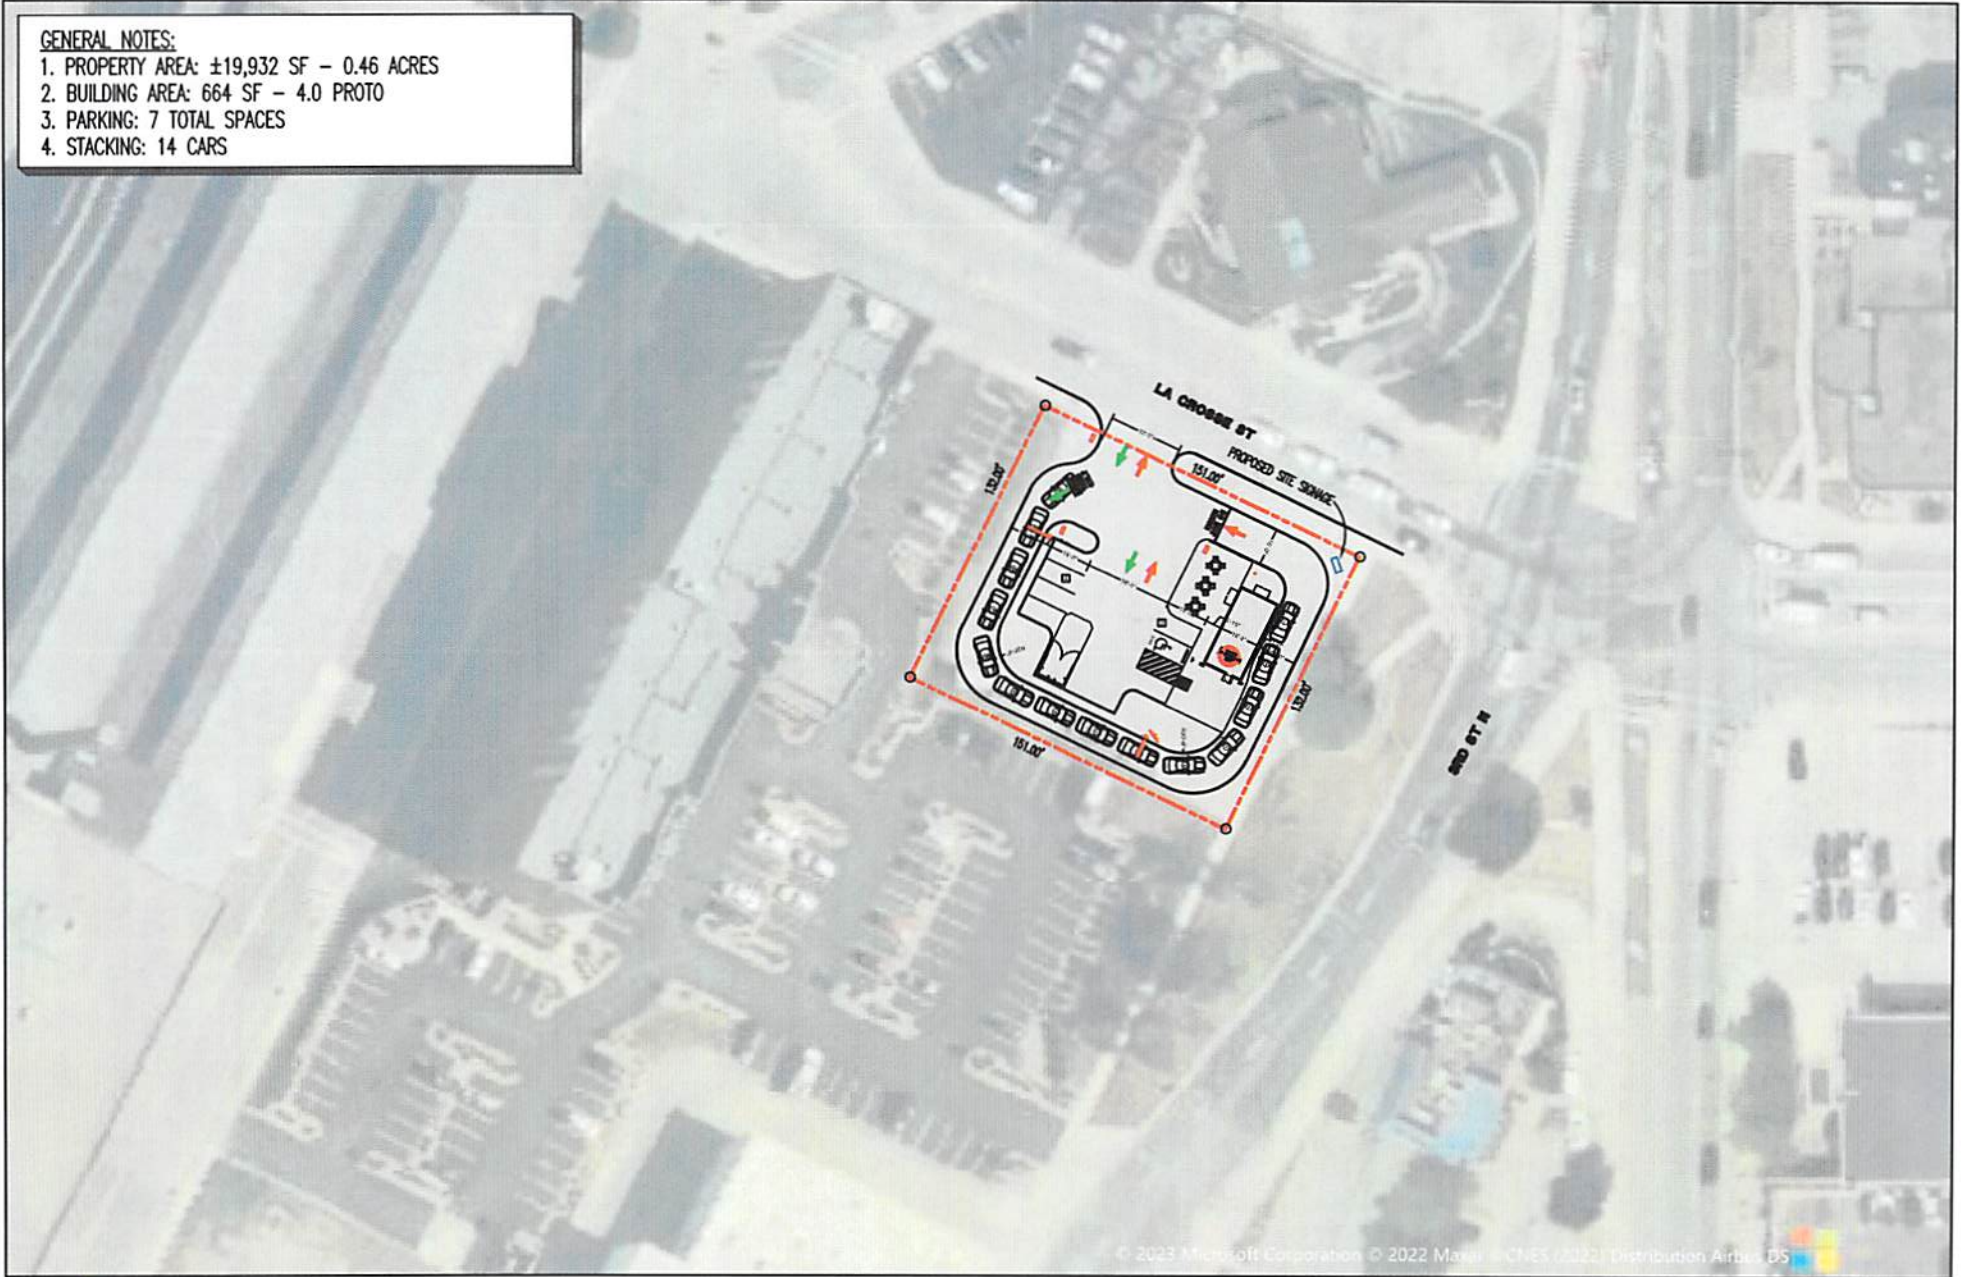 GENERAL NOTES:
1. PROPERTY AREA: ±19,932 SF - 0.46 ACRES
2. BUILDING AREA: 664 SF - 4.0 PROTO
3. PARKING: 7 TOTAL SPACES
4. STACKING: 14 CARS
LA CROSSE ST
PROPOSED SITE SIGNAGE
151.00'
132.00'
132.00'
151.00'
3RD ST N
© 2023 Microsoft Corporation © 2022 Maxar ©CNES (2022) Distribution Airbus DS